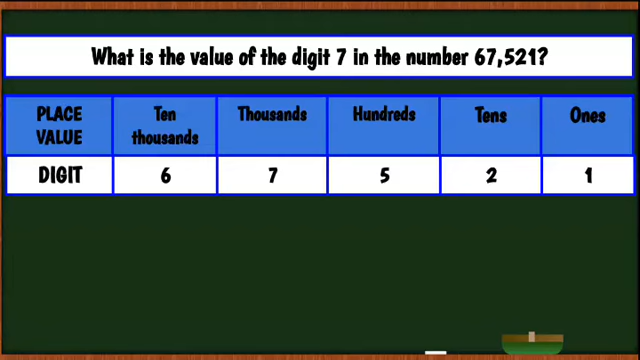 What is the value of the digit 7 in the number 67,521?
PLACE VALUE Ten thousands Thousands Hundreds Tens Ones
DIGIT 6 7 5 2 1